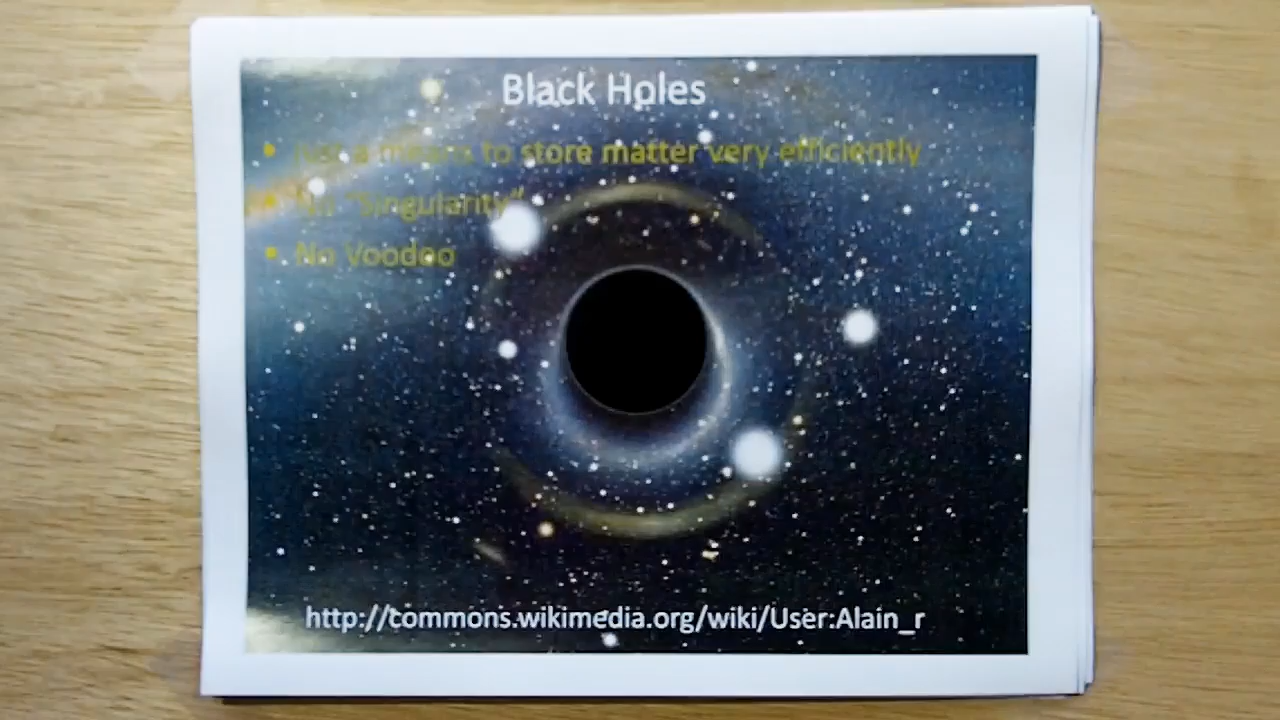 Black Holes
• Just a means to store matter very efficiently
• No "Singularity"
• No Voodoo
http://commons.wikimedia.org/wiki/User:Alain_r